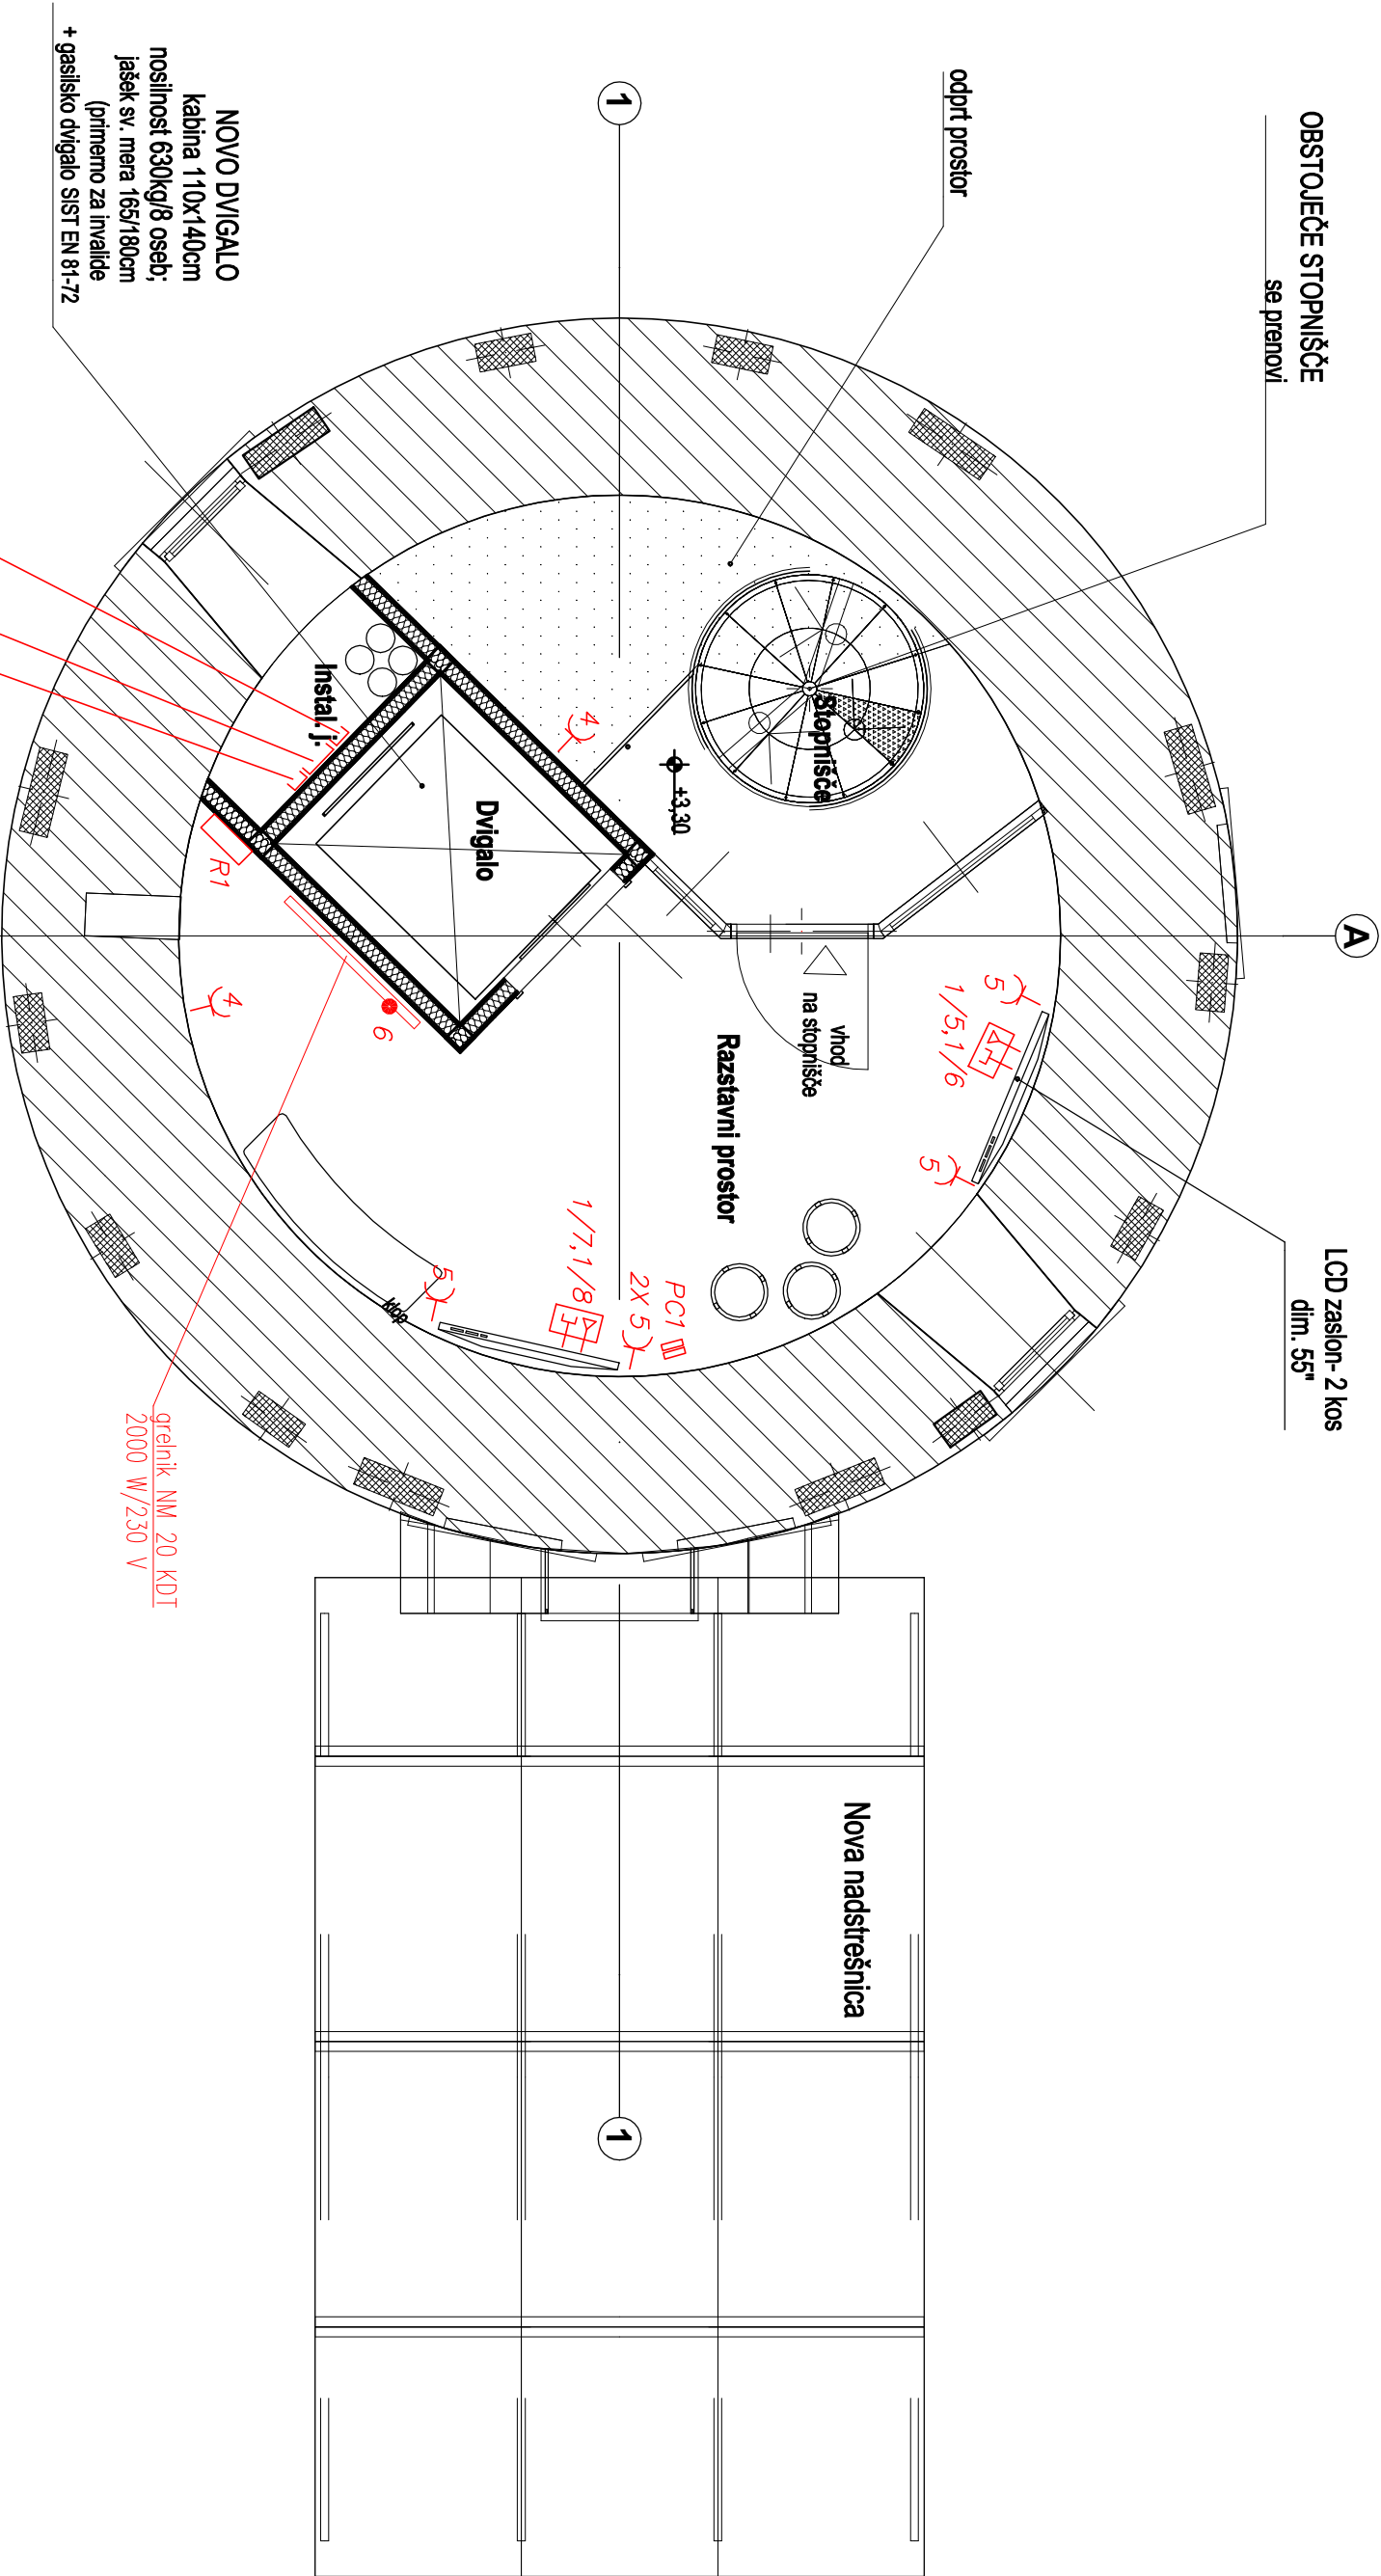 OBSTOJEČE STOPNIŠČE
se prenovi
LCD zaslon- 2 kos
dim. 55"
A
odprt prostor
1
NOVO DVIGALO
kabina 110x140cm
nosilnost 630kg/8 oseb;
jašek sv. mera 165/180cm
(primerno za invalide
+ gasilsko dvigalo SIST EN 81-72
Stopnišče
+3,30
4
Instal. j.
Dvigalo
R1
6
4
vhod
na stopnišče
Razstavni prostor
5
1/5,1/6
5
PC1
2X 5
1/7,1/8
5
klop
grelnik NM 20 KDT
2000 W/230 V
Nova nadstrešnica
1